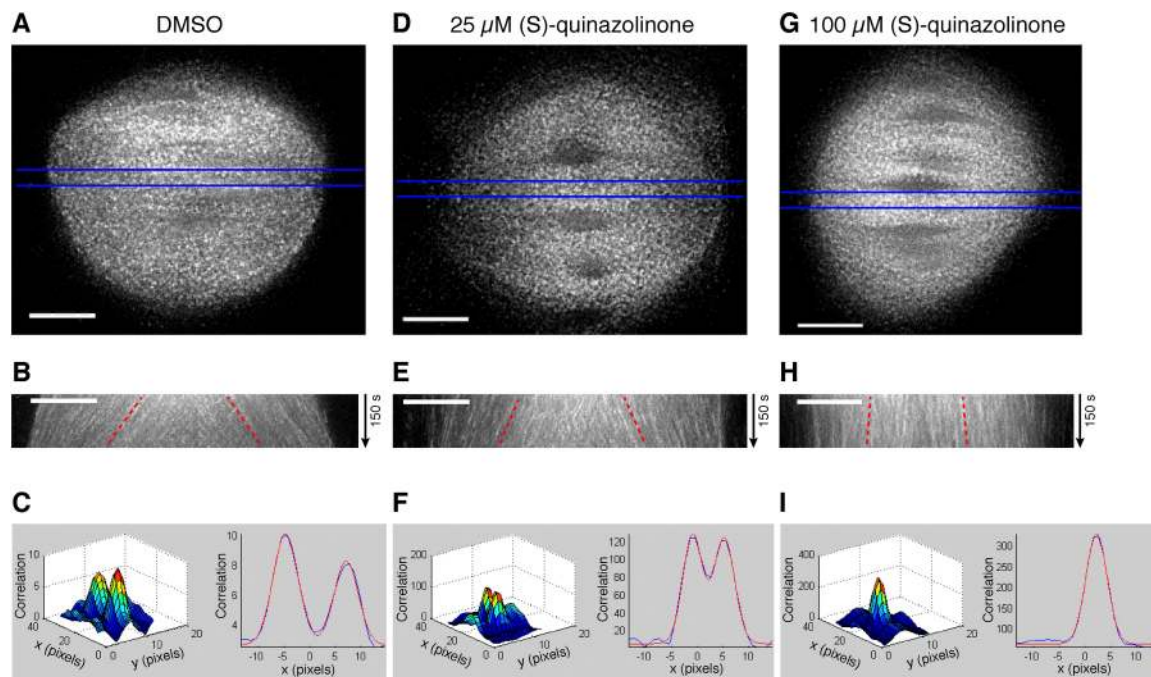 A DMSO
D 25 μM (S)-quinazolinone
G 100 μM (S)-quinazolinone
B
150 s
E
150 s
H
150 s
C
Correlation
10
5
0
40
20
0
x (pixels)
0
10
20
y (pixels)
Correlation
10
8
6
4
-10 -5 0 5 10
x (pixels)
F
Correlation
200
100
0
40
20
0
x (pixels)
0
10
20
y (pixels)
Correlation
120
100
80
60
40
20
-10 -5 0 5 10
x (pixels)
I
Correlation
400
200
0
40
20
0
x (pixels)
0
10
20
y (pixels)
Correlation
300
250
200
150
100
-10 -5 0 5 10
x (pixels)